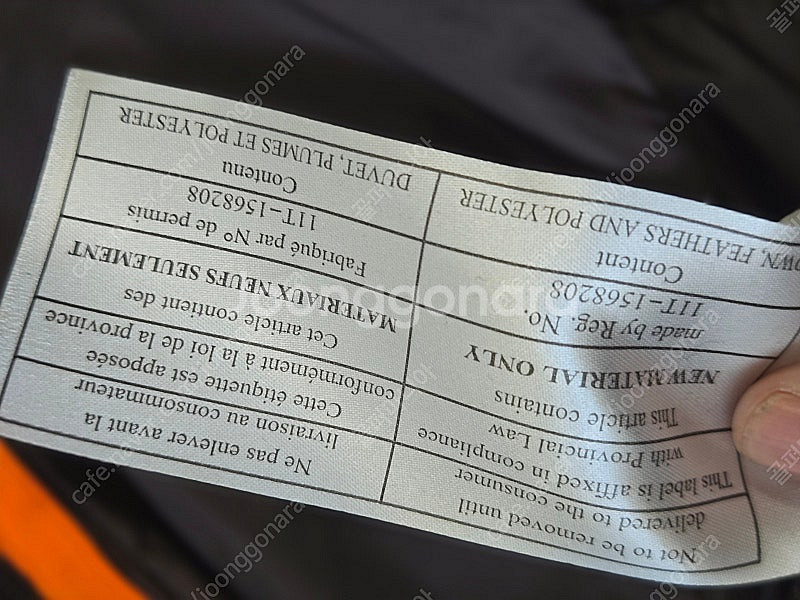 Not to be removed until
delivered to the consumer
This label is affixed in compliance
with Provincial Law
This article contains
NEW MATERIAL ONLY
made by Reg. No.
11T-1568208
Content
OWN, FEATHERS AND POLYESTER
Ne pas enlever avant la
livraison au consommateur
Cette étiquette est apposée
conformément à la loi de la province
Cet article contient des
MATERIAUX NEUFS SEULEMENT
Fabriqué par Nº de permis
11T-1568208
Contenu
DUVET, PLUMES ET POLYESTER
joonggonara